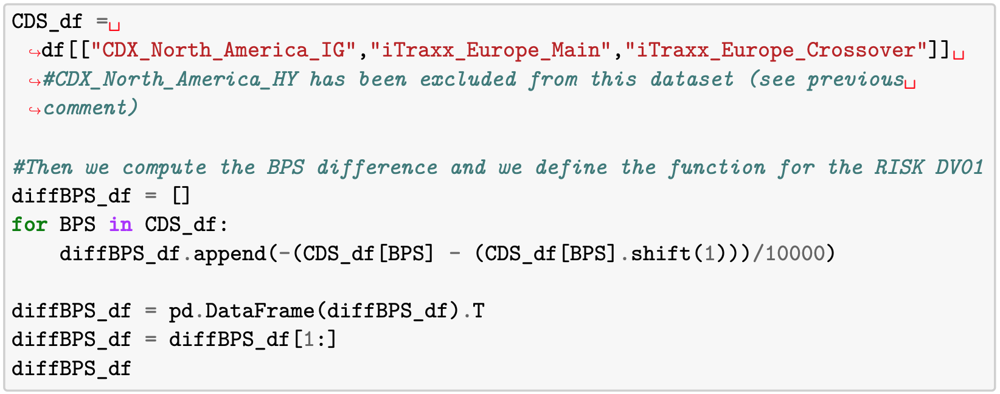 CDS_df =␣
↪df[["CDX_North_America_IG","iTraxx_Europe_Main","iTraxx_Europe_Crossover"]]␣
↪#CDX_North_America_HY has been excluded from this dataset (see previous␣
↪comment)
#Then we compute the BPS difference and we define the function for the RISK DV01
diffBPS_df = []
for BPS in CDS_df:
    diffBPS_df.append(-(CDS_df[BPS] - (CDS_df[BPS].shift(1)))/10000)
diffBPS_df = pd.DataFrame(diffBPS_df).T
diffBPS_df = diffBPS_df[1:]
diffBPS_df